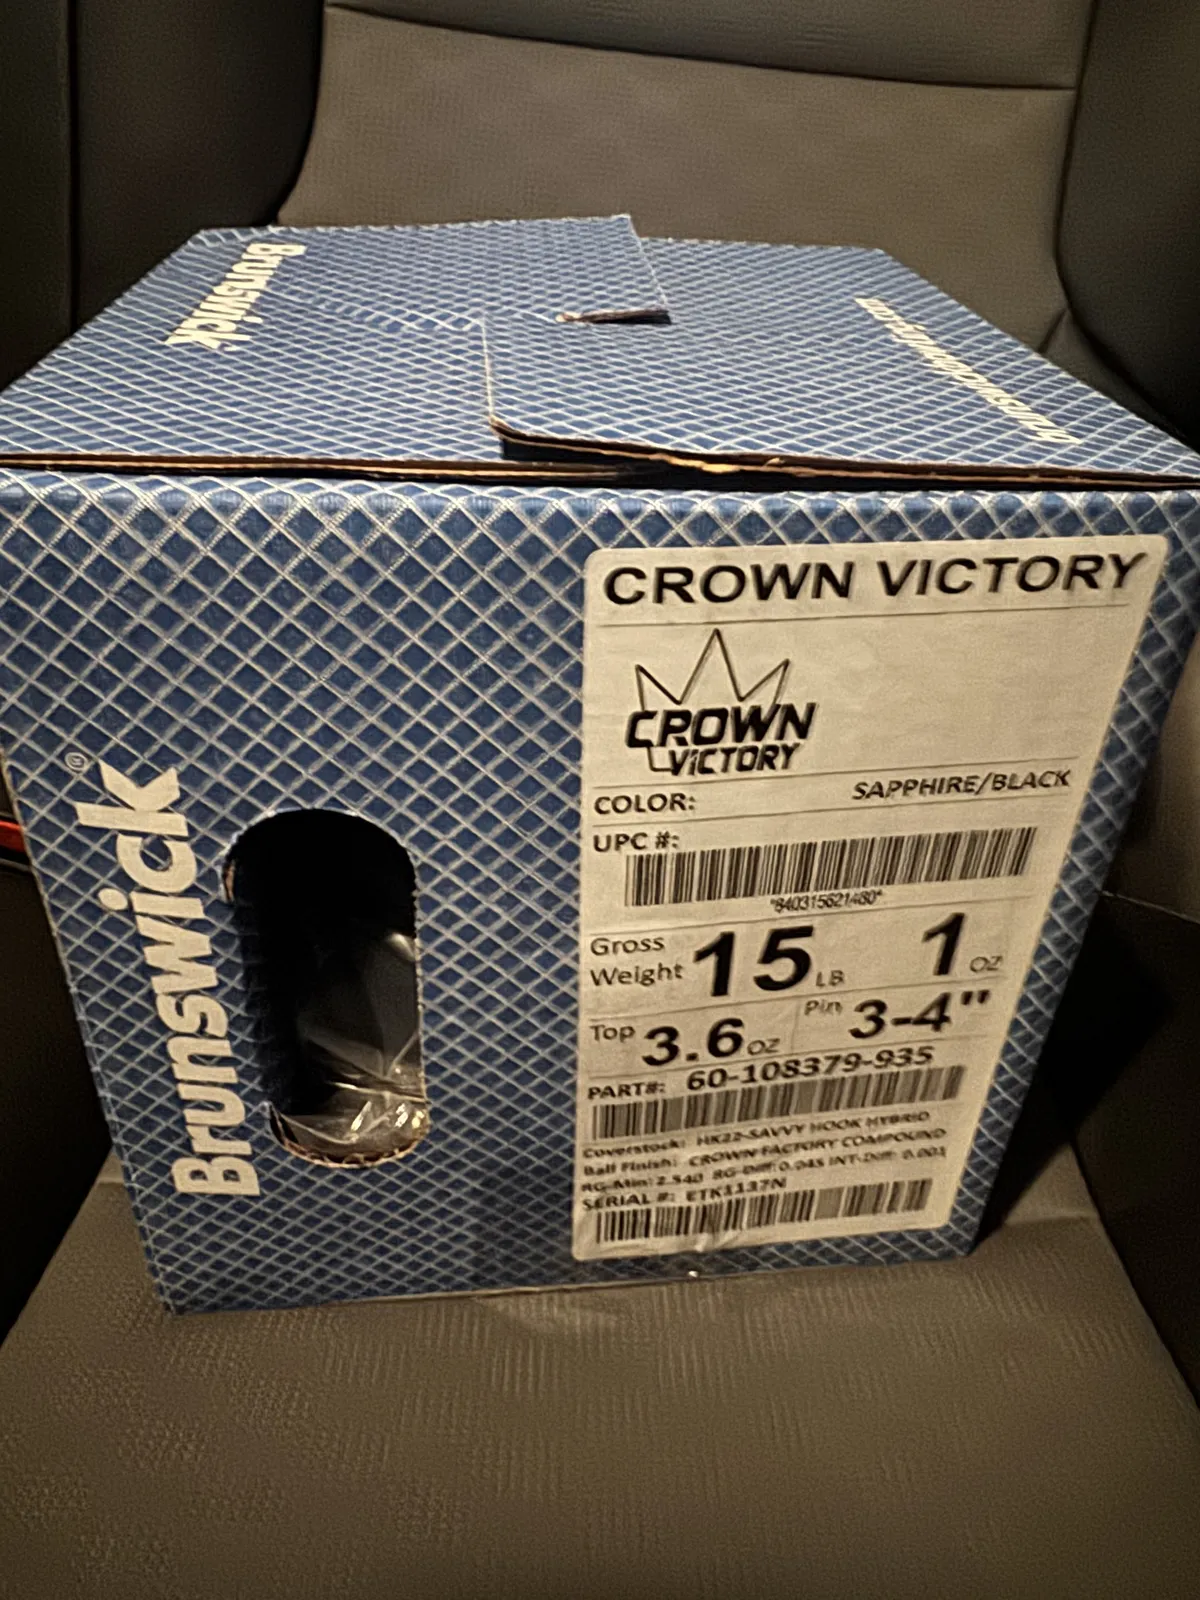 Brunswick
brunswickbowling.com
Brunswick®
CROWN VICTORY
CROWN
VICTORY
COLOR: SAPPHIRE/BLACK
UPC #:
*840315621480*
Gross Weight 15 LB 1 OZ
Top 3.6 OZ Pin 3-4"
PART#: 60-108379-935
Coverstock: HK22-SAVVY HOOK HYBRID
Ball Finish: CROWN FACTORY COMPOUND
RG-Min: 2.540 RG-Diff: 0.045 INT-Diff: 0.001
SERIAL #: ETK1137N